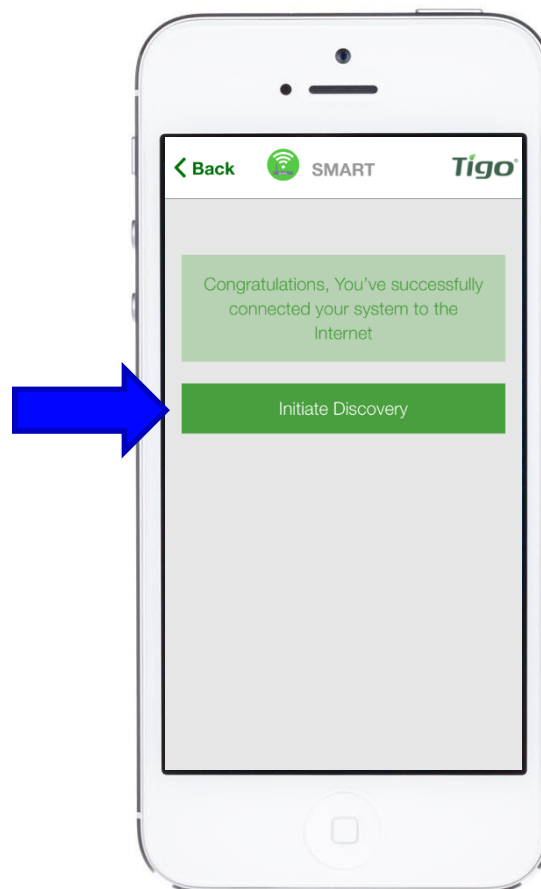 Back SMART Tigo
Congratulations, You've successfully
connected your system to the
Internet
Initiate Discovery